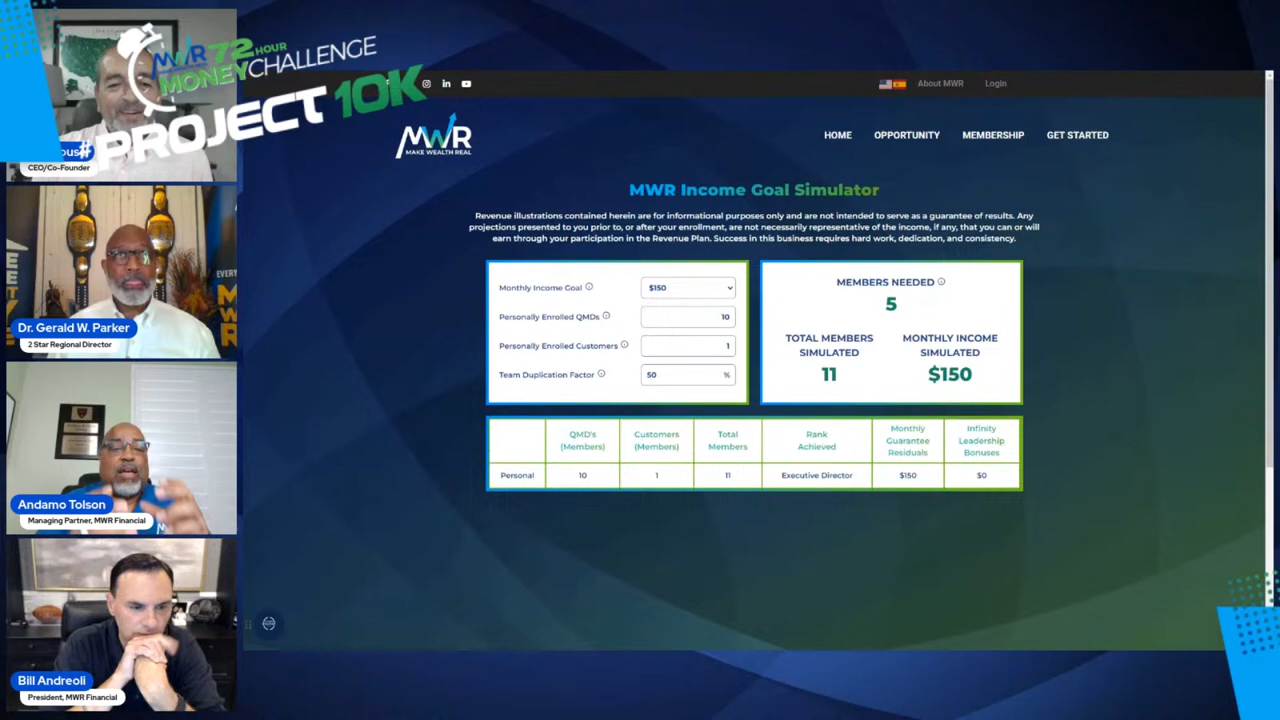 MWR 72 HOUR
MONEY CHALLENGE
#PROJECT 10K
CEO/Co-Founder
Dr. Gerald W. Parker
2 Star Regional Director
Andamo Tolson
Managing Partner, MWR Financial
Bill Andreoli
President, MWR Financial
About MWR
Login
MWR
MAKE WEALTH REAL
HOME
OPPORTUNITY
MEMBERSHIP
GET STARTED
MWR Income Goal Simulator
Revenue illustrations contained herein are for informational purposes only and are not intended to serve as a guarantee of results. Any
projections presented to you prior to, or after your enrollment, are not necessarily representative of the income, if any, that you can or will
earn through your participation in the Revenue Plan. Success in this business requires hard work, dedication, and consistency.
Monthly Income Goal $150
Personally Enrolled QMDs 10
Personally Enrolled Customers 1
Team Duplication Factor 50 %
MEMBERS NEEDED
5
TOTAL MEMBERS
SIMULATED
11
MONTHLY INCOME
SIMULATED
$150
QMD's
(Members)
Customers
(Members)
Total
Members
Rank
Achieved
Monthly
Guarantee
Residuals
Infinity
Leadership
Bonuses
Personal 10 1 11 Executive Director $150 $0